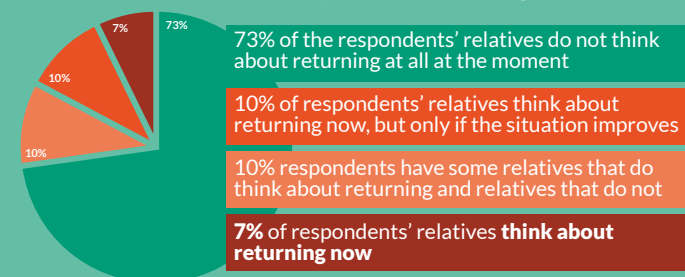 7%
73%
10%
10%
73% of the respondents’ relatives do not think
about returning at all at the moment
10% of respondents’ relatives think about
returning now, but only if the situation improves
10% respondents have some relatives that do
think about returning and relatives that do not
7% of respondents’ relatives think about
returning now